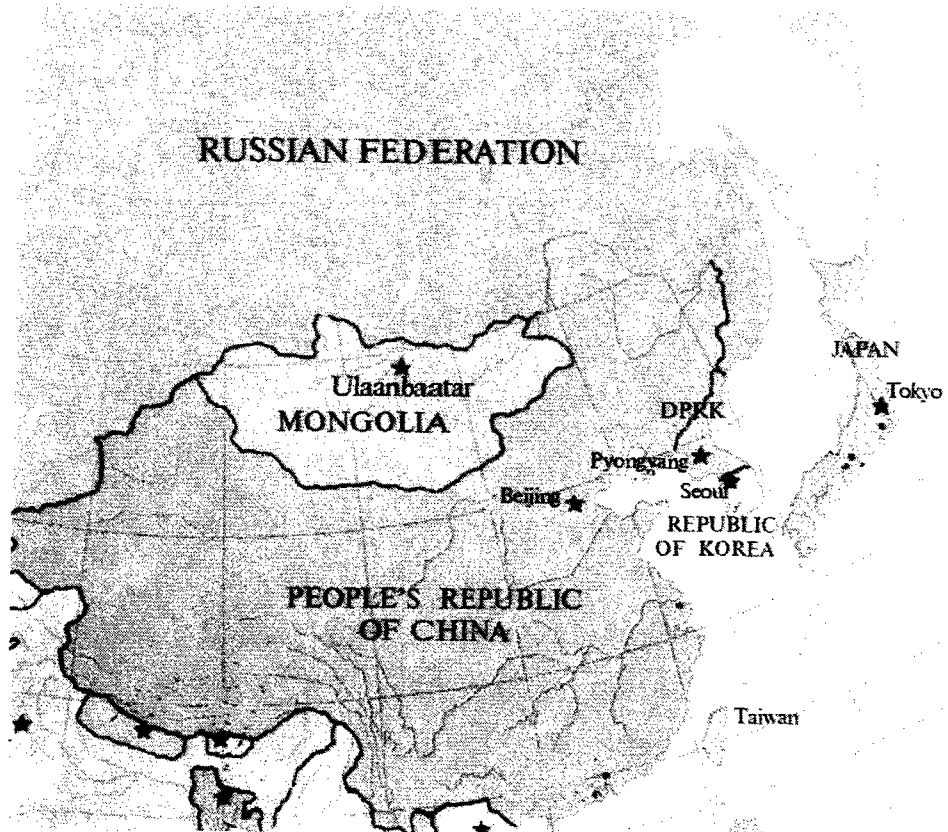 RUSSIAN FEDERATION
JAPAN
Ulaanbaatar
Tokyo
MONGOLIA
DPRK
Pyongyang
Beijing
Seoul
REPUBLIC
OF KOREA
PEOPLE'S REPUBLIC
OF CHINA
Taiwan